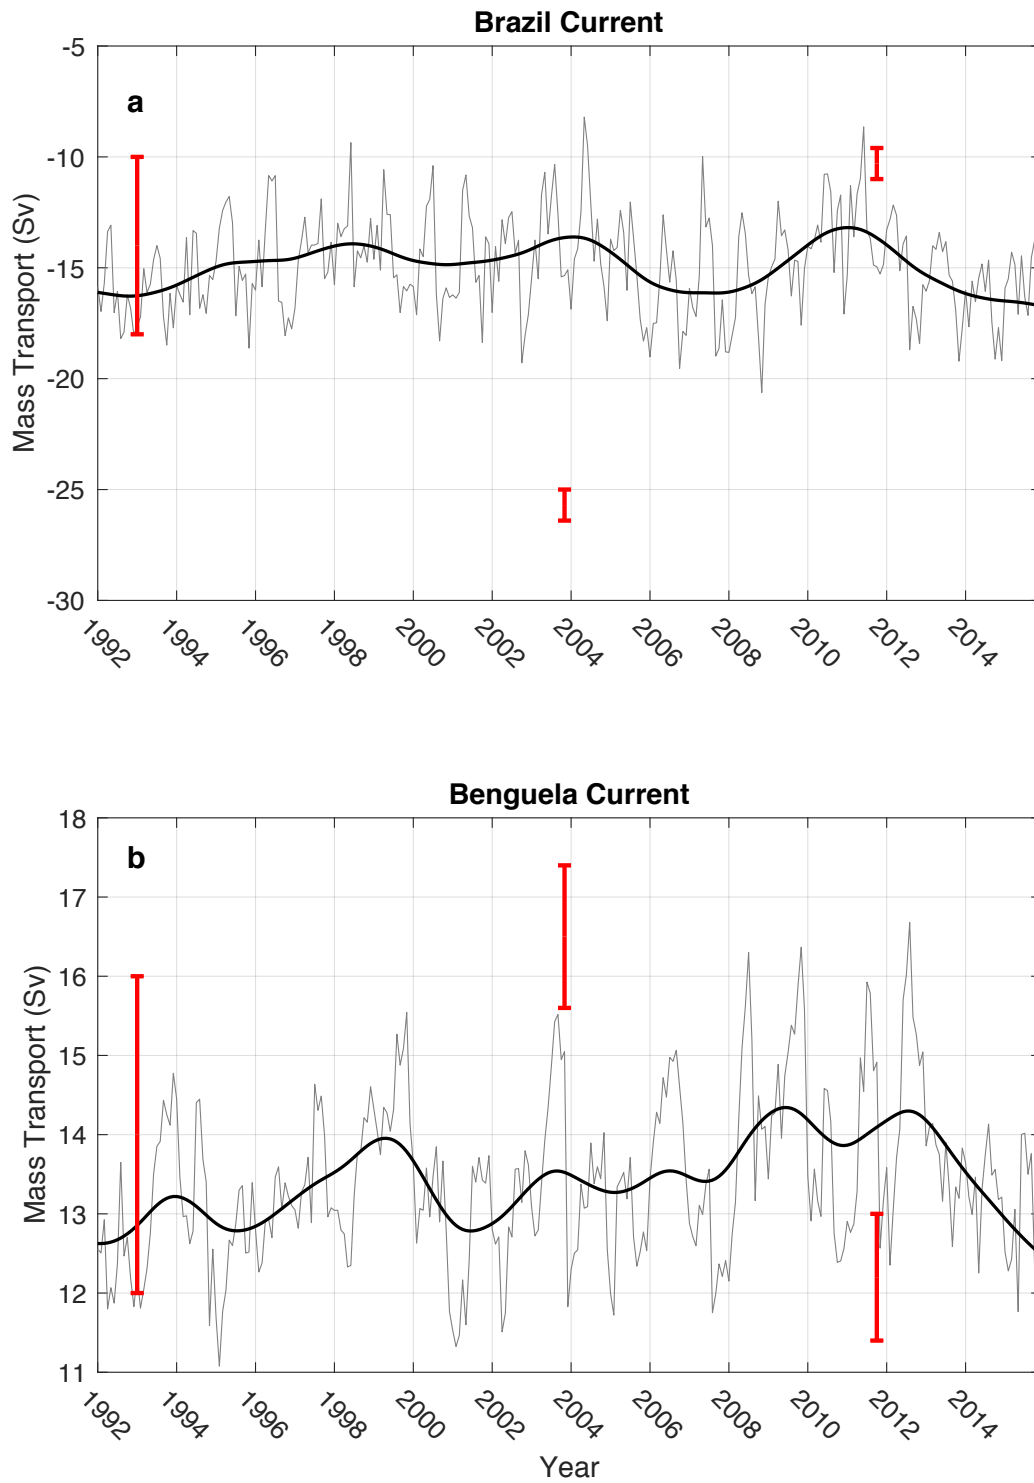 Brazil Current
-5
a
-10
-15
-20
-25
-30
Mass Transport (Sv)
1992 1994 1996 1998 2000 2002 2004 2006 2008 2010 2012 2014
Benguela Current
18
b
17
16
15
14
13
12
11
Mass Transport (Sv)
1992 1994 1996 1998 2000 2002 2004 2006 2008 2010 2012 2014
Year